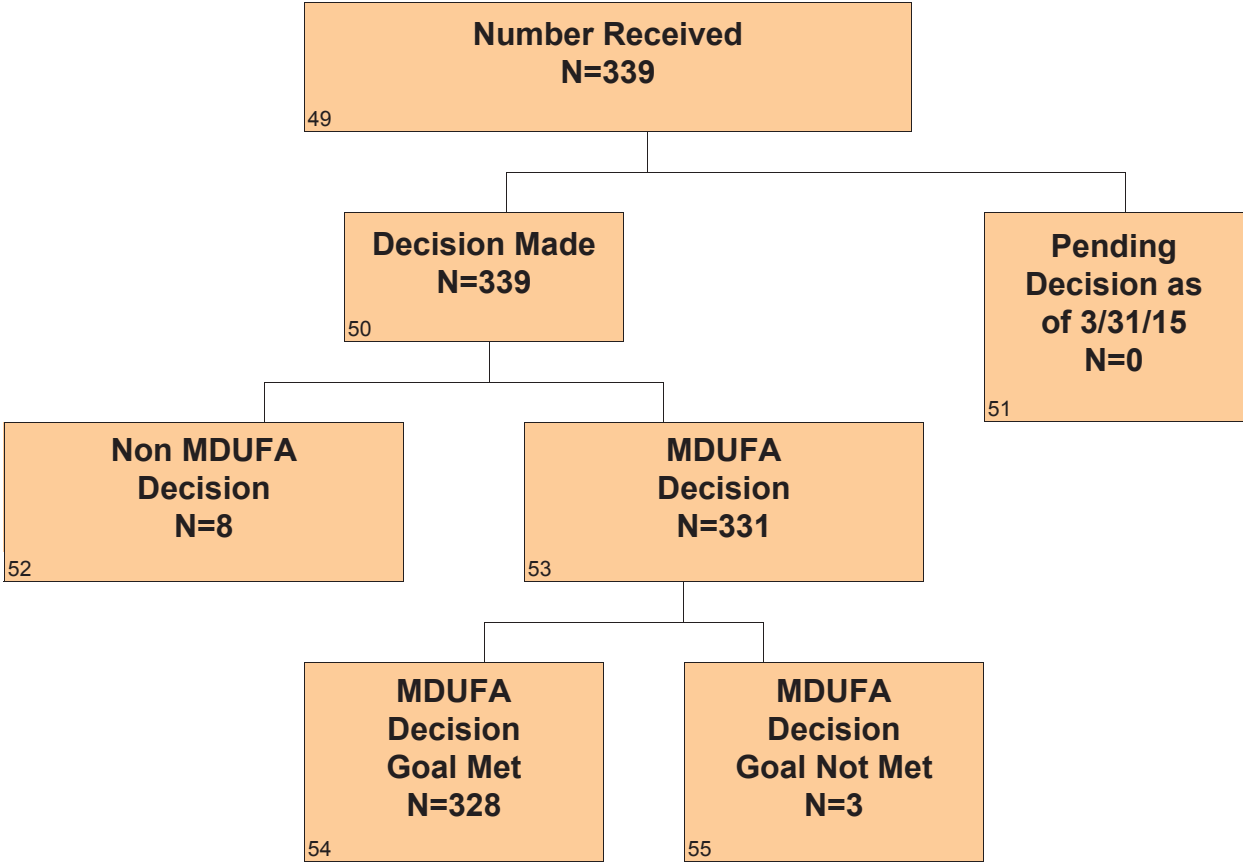 Number Received
N=339
49
Decision Made
N=339
50
Pending
Decision as
of 3/31/15
N=0
51
Non MDUFA
Decision
N=8
52
MDUFA
Decision
N=331
53
MDUFA
Decision
Goal Met
N=328
54
MDUFA
Decision
Goal Not Met
N=3
55